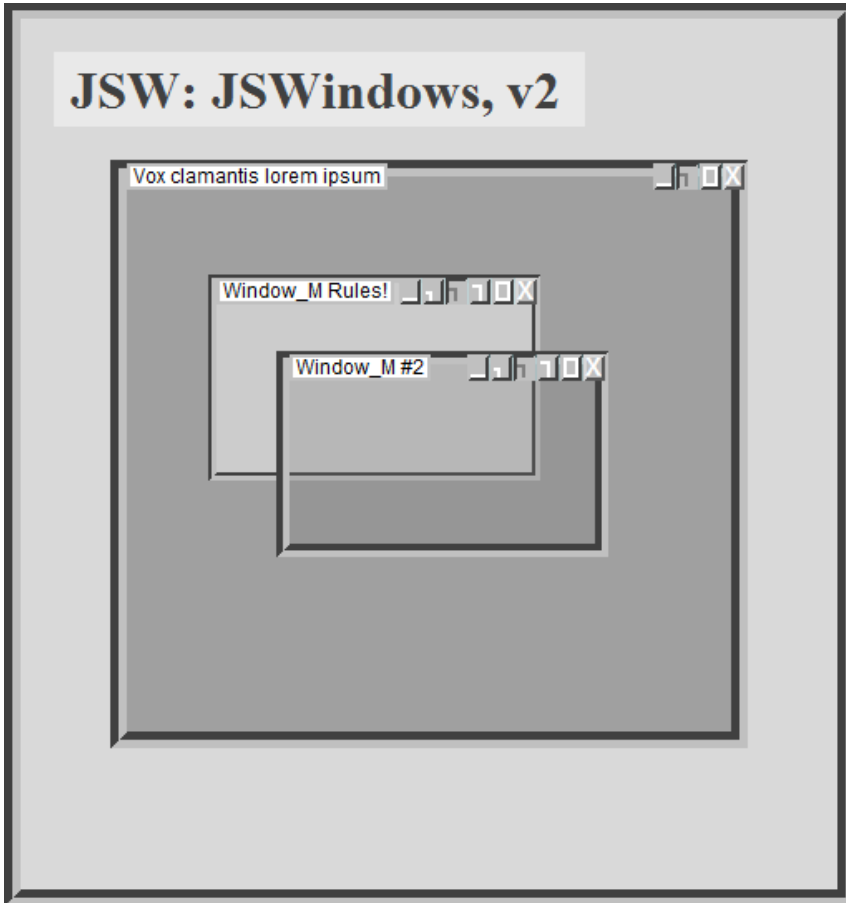 JSW: JSWindows, v2
Vox clamantis lorem ipsum
X
Window_M Rules!
X
Window_M #2
X